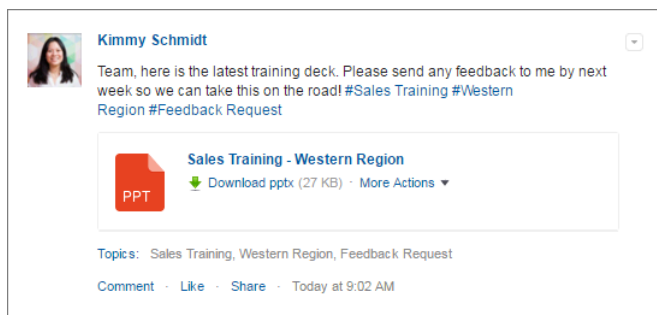 Kimmy Schmidt
Team, here is the latest training deck. Please send any feedback to me by next
week so we can take this on the road! #Sales Training #Western
Region #Feedback Request
PPT
Sales Training - Western Region
Download pptx (27 KB) · More Actions
Topics: Sales Training, Western Region, Feedback Request
Comment · Like · Share · Today at 9:02 AM